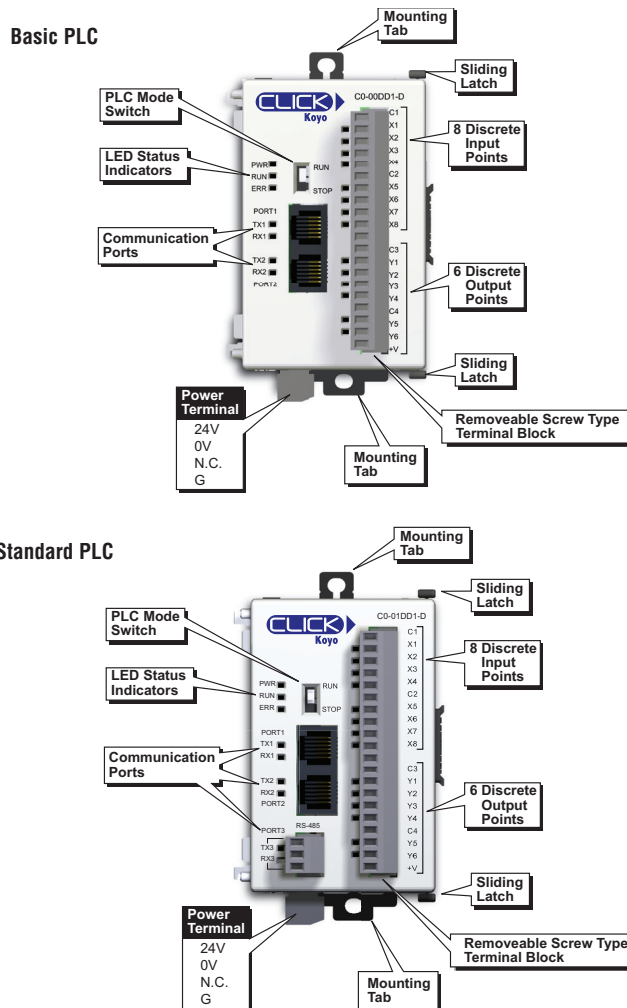 Basic PLC
Mounting
Tab
Sliding
Latch
PLC Mode
Switch
CLICK
Koyo
C0-00DD1-D
8 Discrete
Input
Points
LED Status
Indicators
PWR
RUN
ERR
RUN
STOP
C1
X1
X2
X3
X4
C2
X5
X6
X7
X8
Communication
Ports
PORT1
TX1
RX1
TX2
RX2
PORT2
C3
Y1
Y2
Y3
Y4
C4
Y5
Y6
+V
6 Discrete
Output
Points
Sliding
Latch
Power
Terminal
24V
0V
N.C.
G
Mounting
Tab
Removeable Screw Type
Terminal Block
Standard PLC
Mounting
Tab
Sliding
Latch
PLC Mode
Switch
CLICK
Koyo
C0-01DD1-D
8 Discrete
Input
Points
LED Status
Indicators
PWR
RUN
ERR
RUN
STOP
C1
X1
X2
X3
X4
C2
X5
X6
X7
X8
Communication
Ports
PORT1
TX1
RX1
TX2
RX2
PORT2
PORT3
RS-485
TX3
RX3
C3
Y1
Y2
Y3
Y4
C4
Y5
Y6
+V
6 Discrete
Output
Points
Sliding
Latch
Power
Terminal
24V
0V
N.C.
G
Mounting
Tab
Removeable Screw Type
Terminal Block